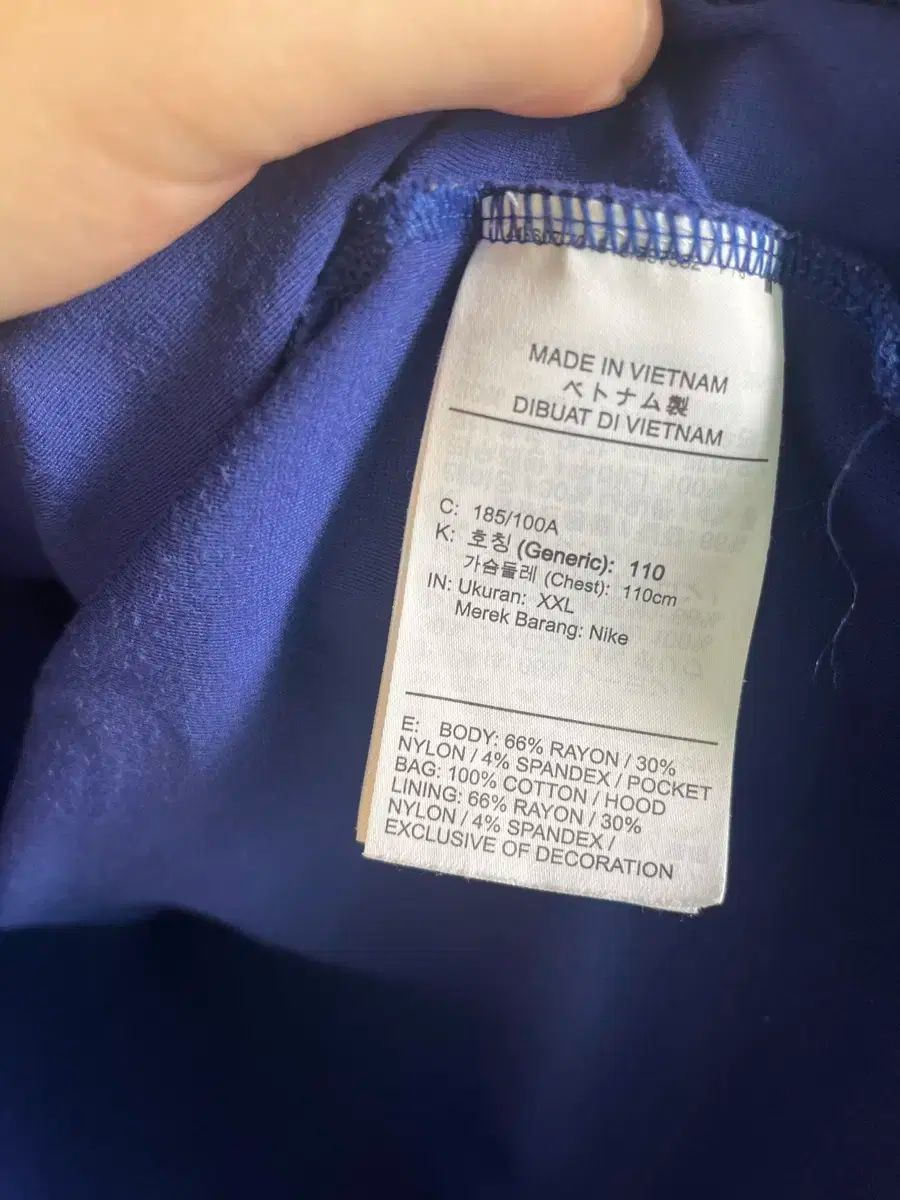 MADE IN VIETNAM
ベトナム製
DIBUAT DI VIETNAM
C: 185/100A
K: 호칭 (Generic): 110
가슴둘레 (Chest): 110cm
IN: Ukuran: XXL
Merek Barang: Nike
E: BODY: 66% RAYON / 30%
NYLON / 4% SPANDEX / POCKET
BAG: 100% COTTON / HOOD
LINING: 66% RAYON / 30%
NYLON / 4% SPANDEX /
EXCLUSIVE OF DECORATION